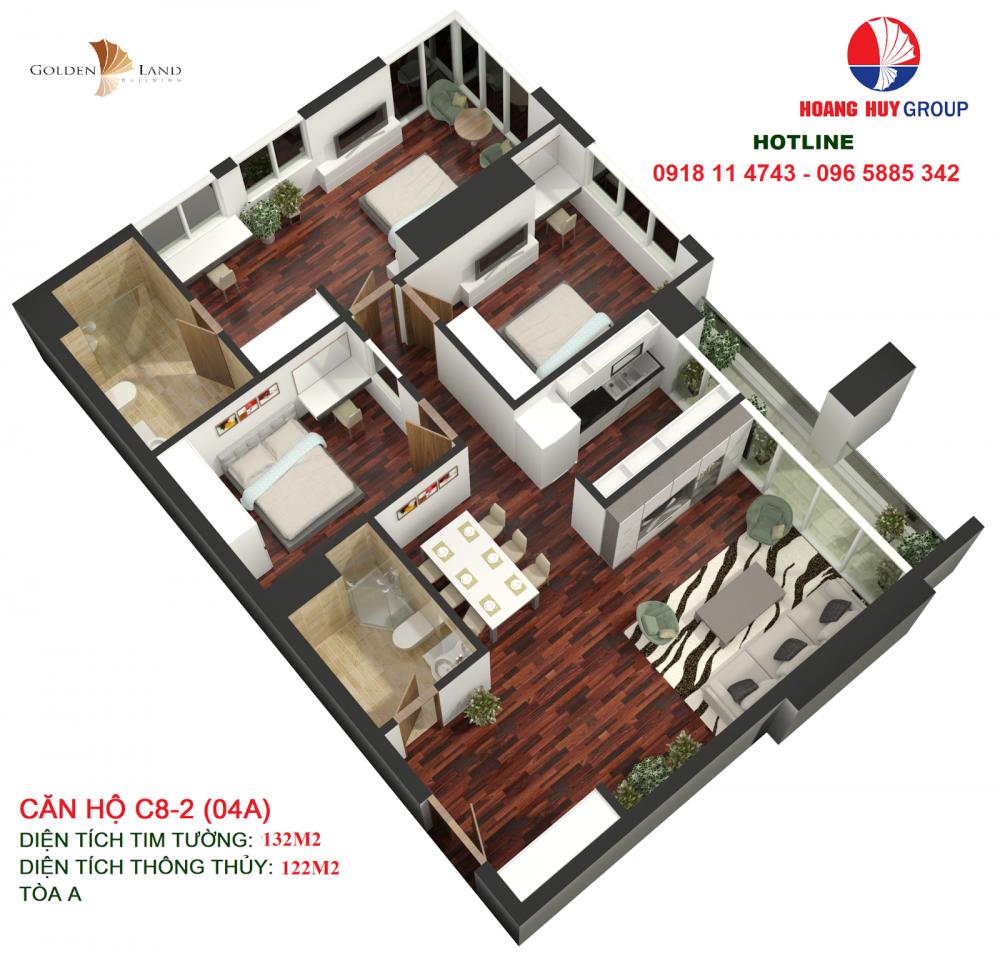 GOLDEN LAND
BUILDING
HOANG HUY GROUP
HOTLINE
0918 11 4743 - 096 5885 342
CĂN HỘ C8-2 (04A)
DIỆN TÍCH TIM TƯỜNG: 132M2
DIỆN TÍCH THÔNG THỦY: 122M2
TÒA A